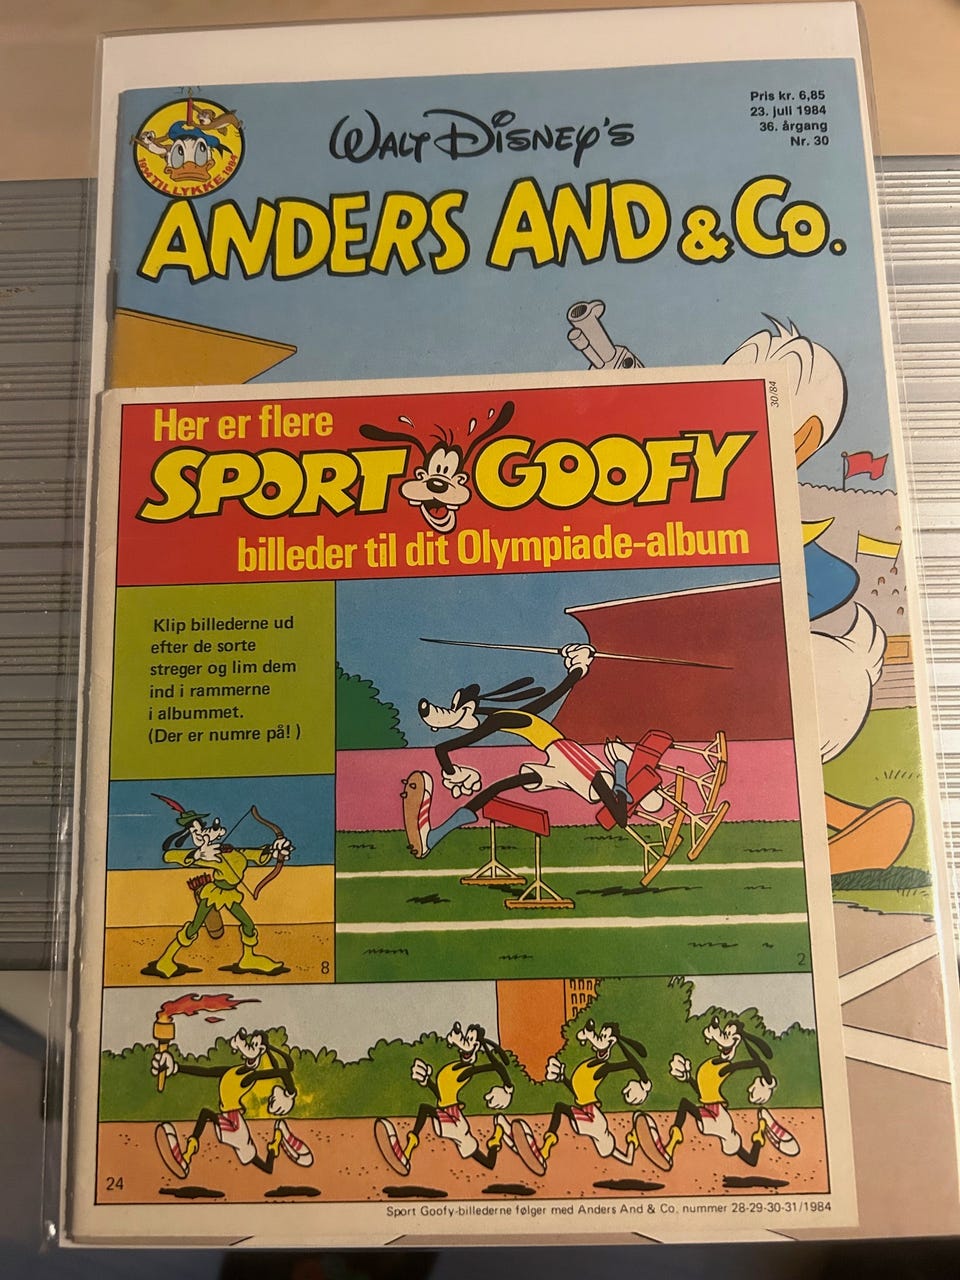 Pris kr. 6,85
23. juli 1984
36. årgang
Nr. 30
1934 TILLYKKE 1984
WALT DISNEY'S
ANDERS AND & Co.
30/84
Her er flere
SPORT GOOFY
billeder til dit Olympiade-album
Klip billederne ud
efter de sorte
streger og lim dem
ind i rammerne
i albummet.
(Der er numre på!)
8
2
24
Sport Goofy-billederne følger med Anders And & Co. nummer 28-29-30-31/1984